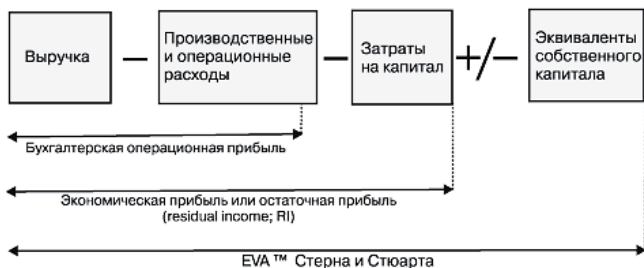 Выручка
—
Производственные
и операционные
расходы
—
Затраты
на капитал
+/—
Эквиваленты
собственного
капитала
Бухгалтерская операционная прибыль
Экономическая прибыль или остаточная прибыль
(residual income; RI)
EVA™ Стерна и Стюарта